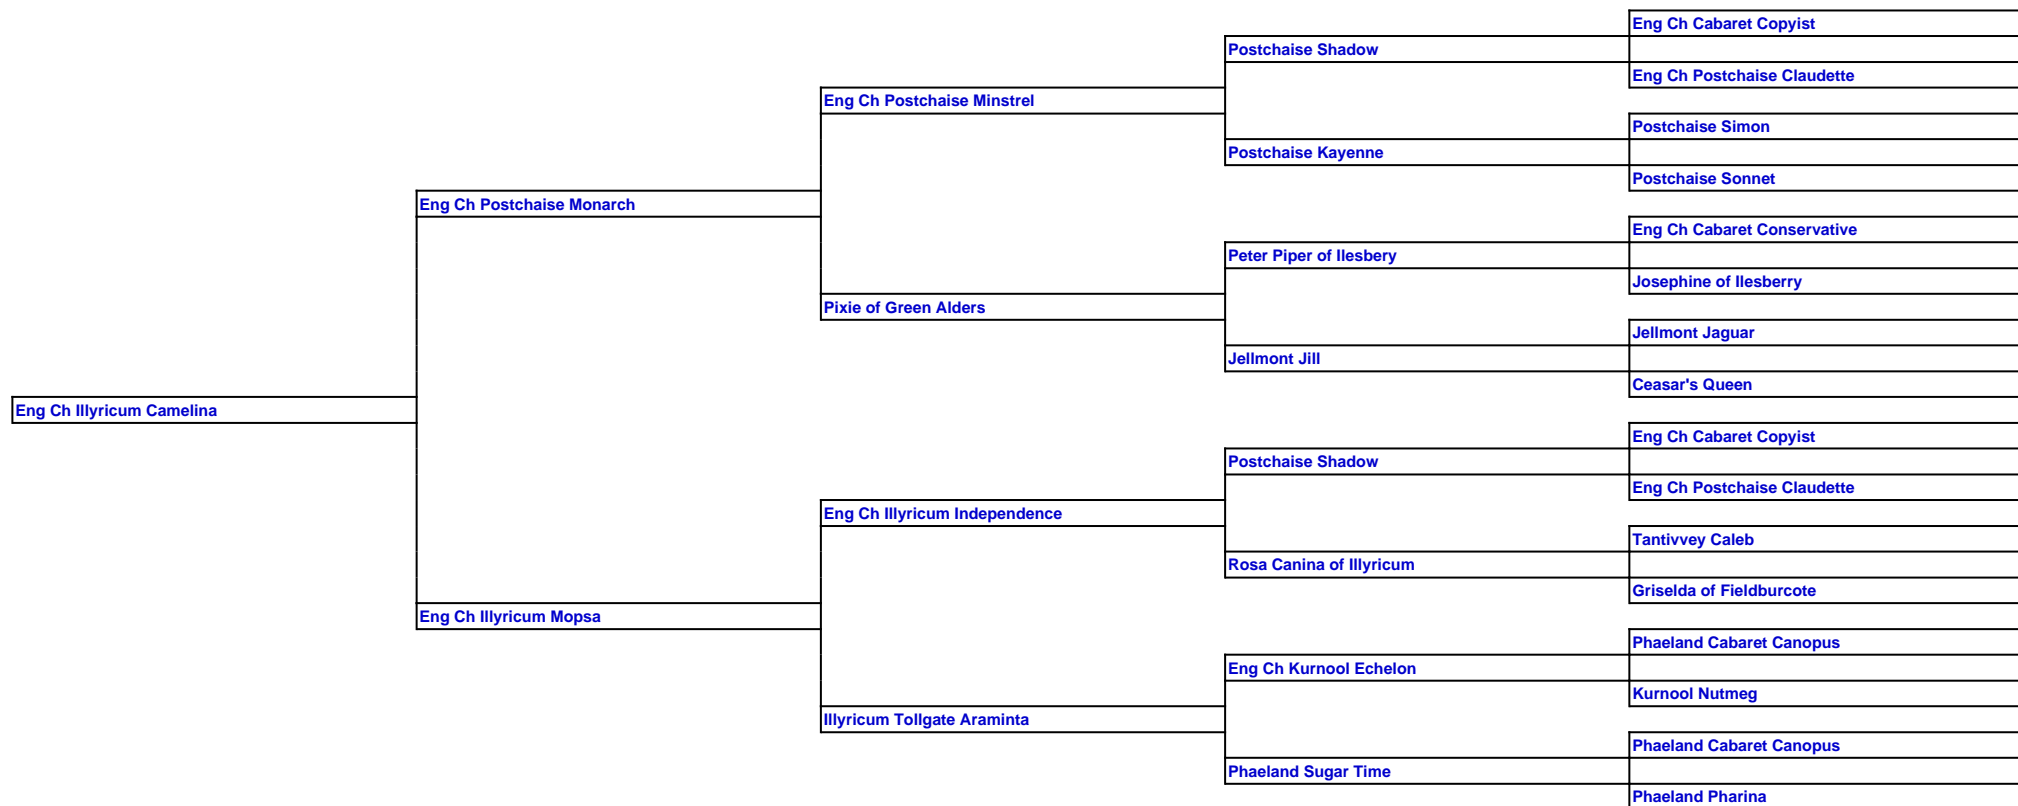 Eng Ch Cabaret Copyist
Postchaise Shadow
Eng Ch Postchaise Claudette
Eng Ch Postchaise Minstrel
Postchaise Simon
Postchaise Kayenne
Postchaise Sonnet
Eng Ch Postchaise Monarch
Eng Ch Cabaret Conservative
Peter Piper of Ilesbery
Josephine of Ilesberry
Pixie of Green Alders
Jellmont Jaguar
Jellmont Jill
Ceasar's Queen
Eng Ch Illyricum Camelina
Eng Ch Cabaret Copyist
Postchaise Shadow
Eng Ch Postchaise Claudette
Eng Ch Illyricum Independence
Tantivvey Caleb
Rosa Canina of Illyricum
Griselda of Fieldburcote
Eng Ch Illyricum Mopsa
Phaeland Cabaret Canopus
Eng Ch Kurnool Echelon
Kurnool Nutmeg
Illyricum Tollgate Araminta
Phaeland Cabaret Canopus
Phaeland Sugar Time
Phaeland Pharina